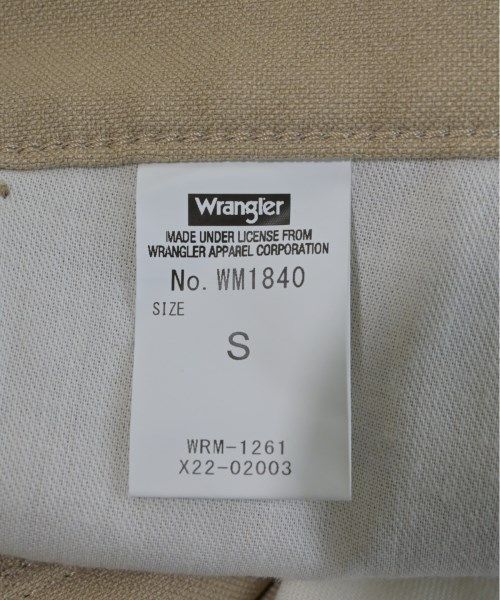 Wrangler
MADE UNDER LICENSE FROM
WRANGLER APPAREL CORPORATION
No. WM1840
SIZE
S
WRM-1261
X22-02003